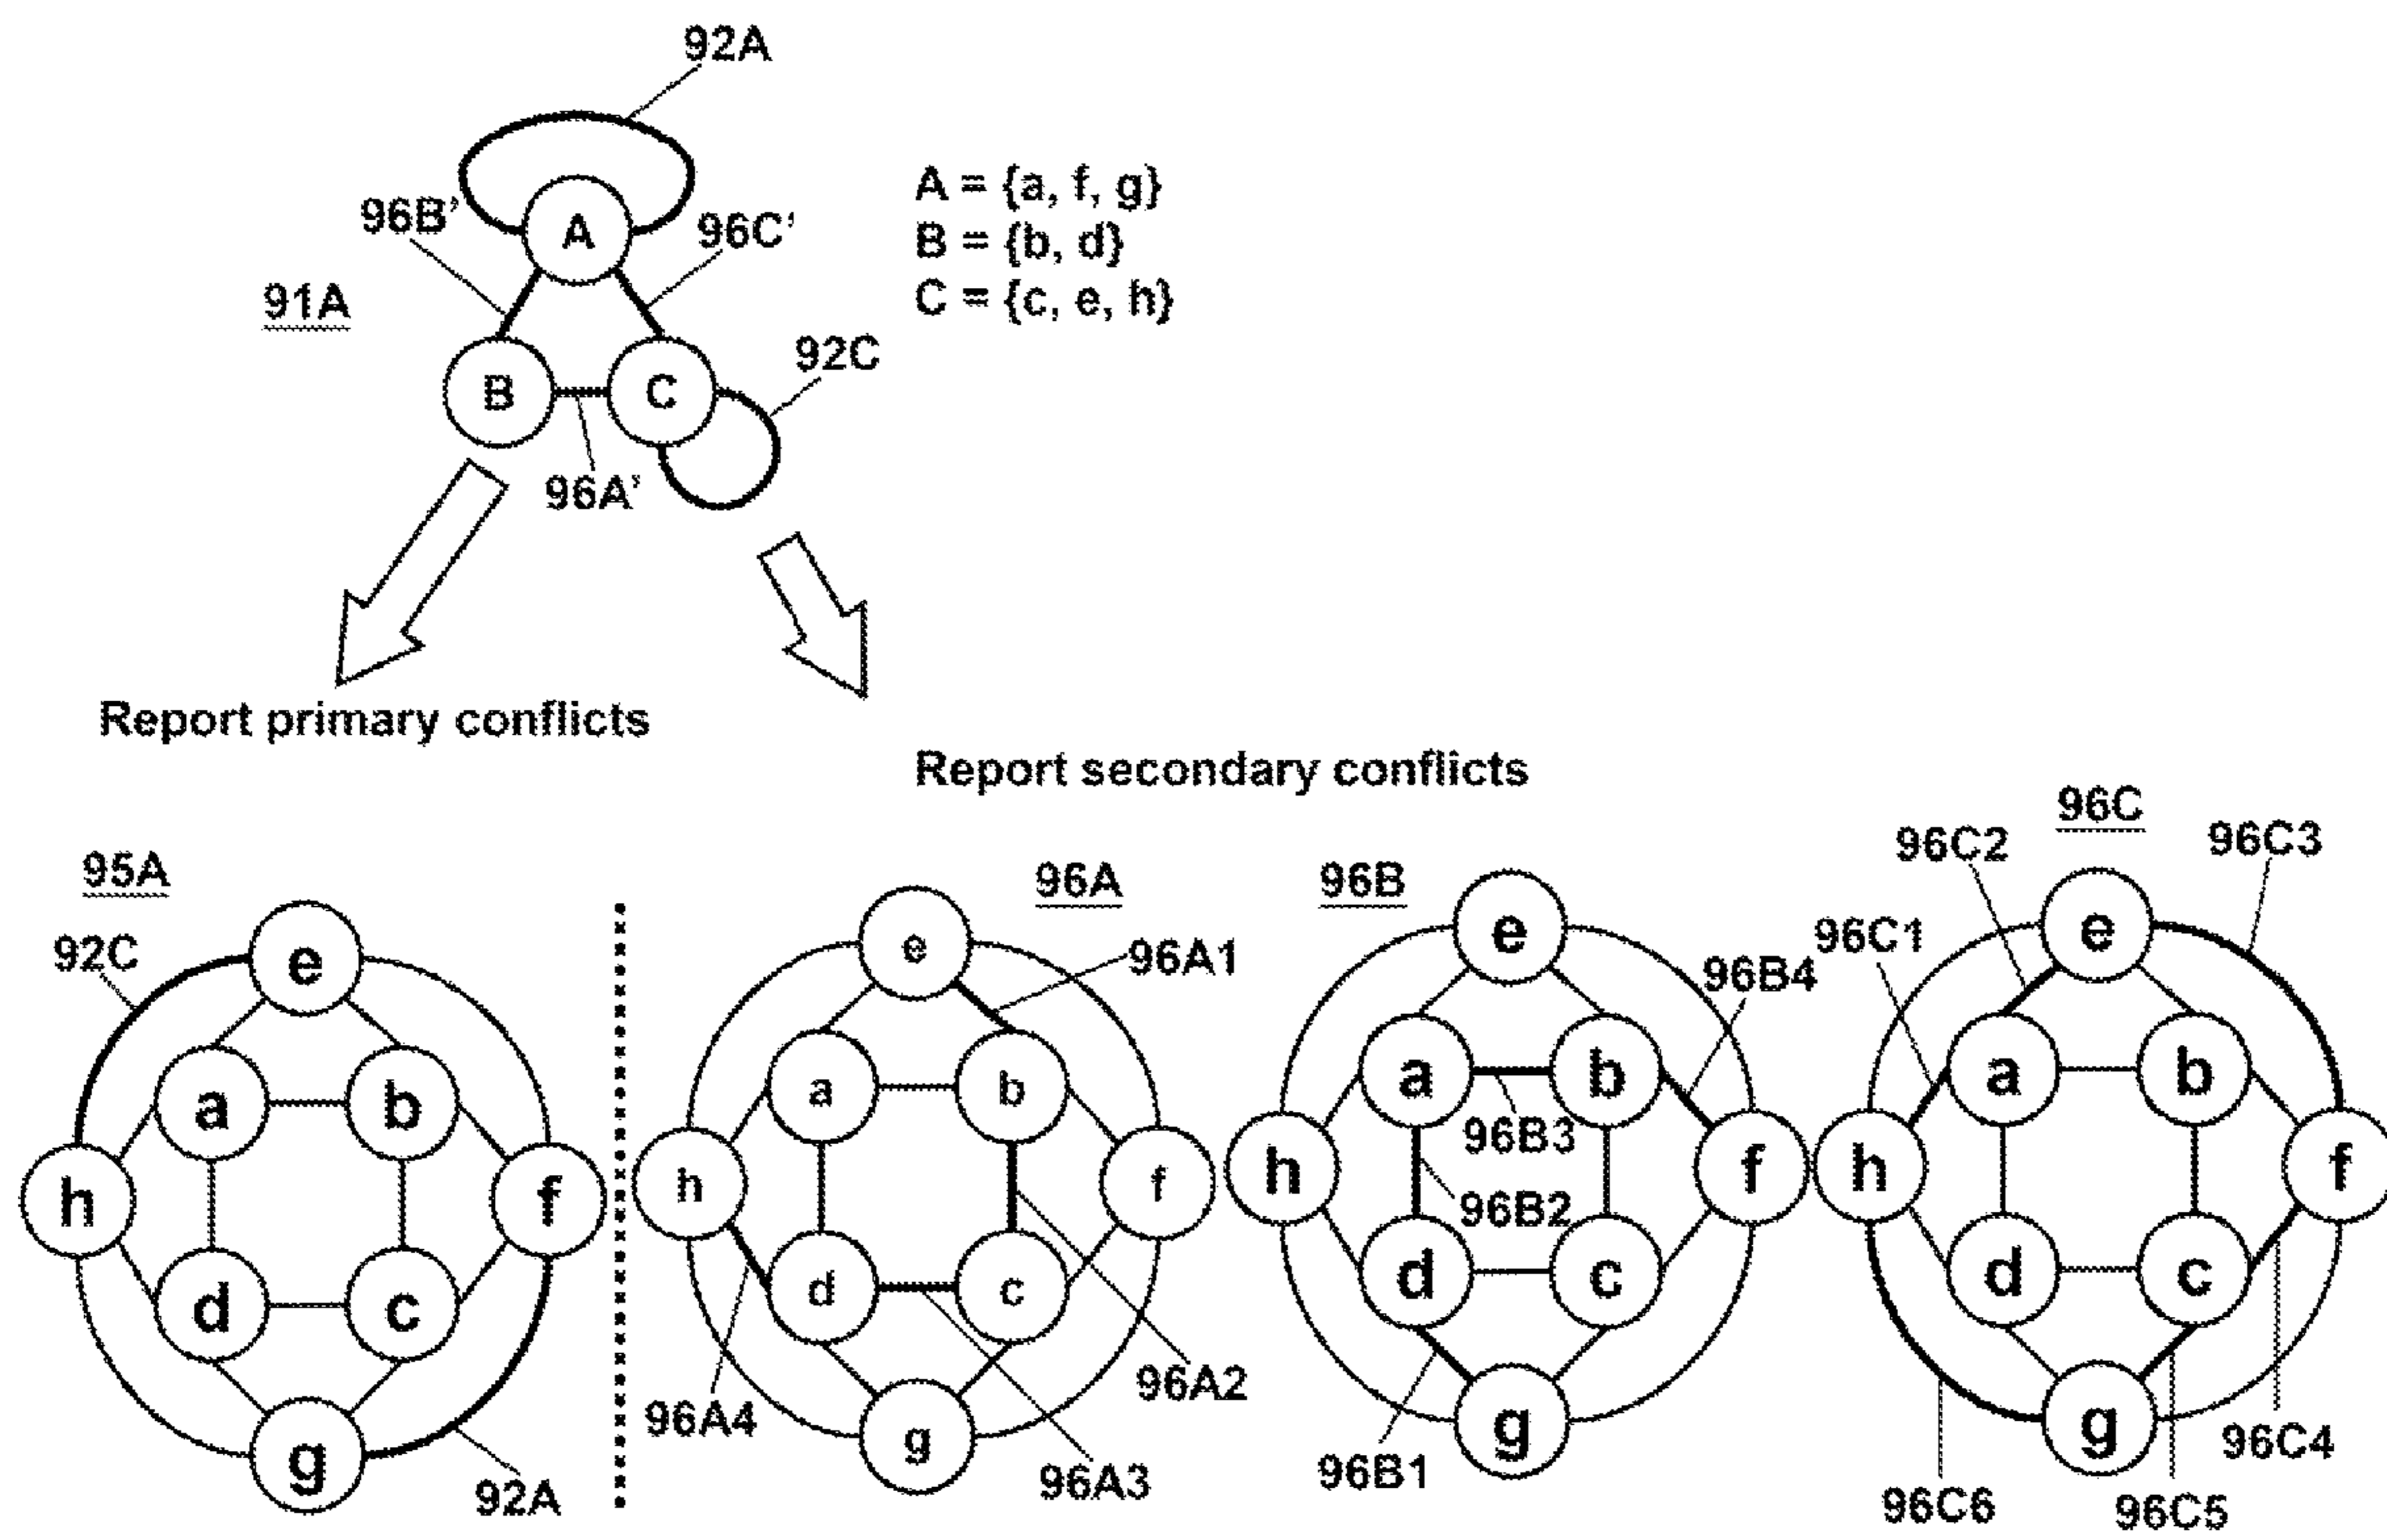 92A
96B'
96C'
A
A = {a, f, g}
B = {b, d}
C = {c, e, h}
91A
92C
B
C
96A'
Report primary conflicts
Report secondary conflicts
95A
92C
e
a
b
h
f
d
c
g
92A
96A
96A1
e
a
b
h
f
d
c
g
96A4
96A2
96A3
96B
96B4
e
a
b
96B3
h
f
96B2
d
c
g
96B1
96C
96C2
96C3
96C1
e
a
b
h
f
d
c
g
96C4
96C6
96C5